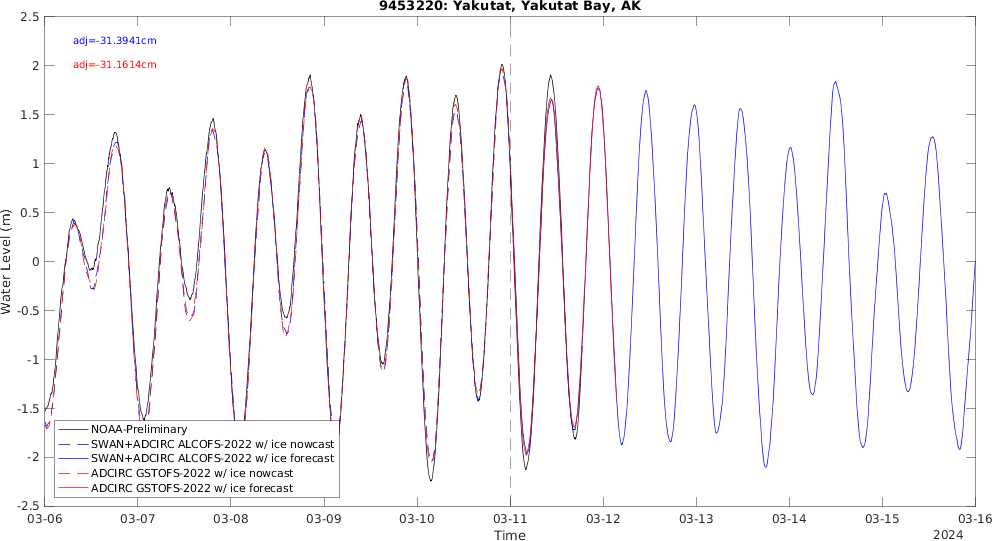 9453220: Yakutat, Yakutat Bay, AK
adj=-31.3941cm
adj=-31.1614cm
2.5
2
1.5
1
0.5
0
-0.5
-1
-1.5
-2
-2.5
Water Level (m)
NOAA-Preliminary
SWAN+ADCIRC ALCOFS-2022 w/ ice nowcast
SWAN+ADCIRC ALCOFS-2022 w/ ice forecast
ADCIRC GSTOFS-2022 w/ ice nowcast
ADCIRC GSTOFS-2022 w/ ice forecast
03-06 03-07 03-08 03-09 03-10 03-11 03-12 03-13 03-14 03-15 03-16
Time
2024